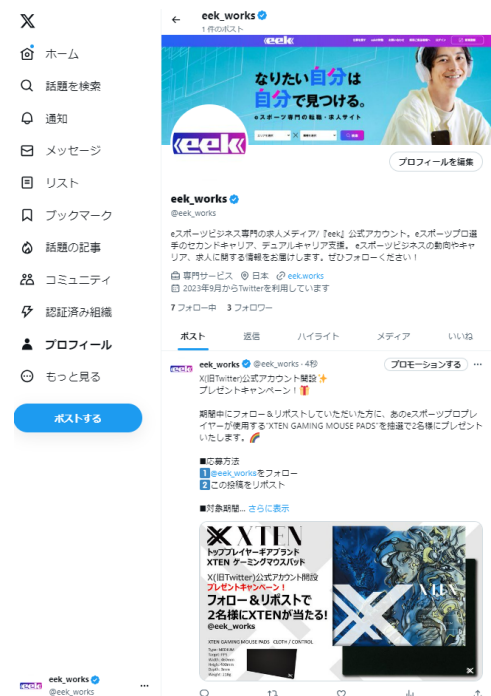 eek_works
1 件のポスト
ホーム
話題を検索
通知
メッセージ
リスト
ブックマーク
話題の記事
コミュニティ
認証済み組織
プロフィール
もっと見る
ポストする
eek_works
@eek_works
eek
なりたい自分は
自分で見つける。
eスポーツ専門の転職・求人サイト
eek
プロフィールを編集
eek_works
@eek_works
eスポーツビジネス専門の求人メディア/『eek』公式アカウント。eスポーツプロ選
手のセカンドキャリア、デュアルキャリア支援。 eスポーツビジネスの動向やキャ
リア、求人に関する情報をお届けします。ぜひフォローください！
専門サービス 日本 eek.works
2023年9月からTwitterを利用しています
7 フォロー中 3 フォロワー
ポスト 返信 ハイライト メディア いいね
eek eek_works @eek_works · 4秒 プロモーションする
X(旧Twitter)公式アカウント開設✨
プレゼントキャンペーン！🎁
期間中にフォロー＆リポストしていただいた方に、あのeスポーツプロプレ
イヤーが使用する"XTEN GAMING MOUSE PADS"を抽選で2名様にプレゼント
いたします。🌈
■応募方法
1️⃣@eek_worksをフォロー
2️⃣この投稿をリポスト
■対象期間… さらに表示
XTEN
トッププレイヤーギアブランド
XTEN ゲーミングマウスパッド
X(旧Twitter)公式アカウント開設
プレゼントキャンペーン！
フォロー＆リポストで
2名様にXTENが当たる!
@eek_works
XTEN GAMING MOUSE PADS CLOTH / CONTROL
XTEN